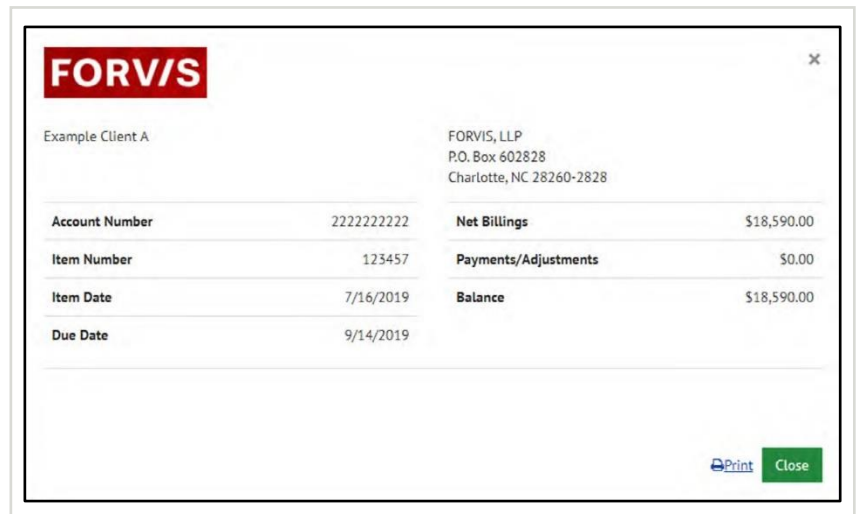 FORVIS
×
Example Client A
FORVIS, LLP
P.O. Box 602828
Charlotte, NC 28260-2828
Account Number 2222222222
Item Number 123457
Item Date 7/16/2019
Due Date 9/14/2019
Net Billings $18,590.00
Payments/Adjustments $0.00
Balance $18,590.00
Print Close